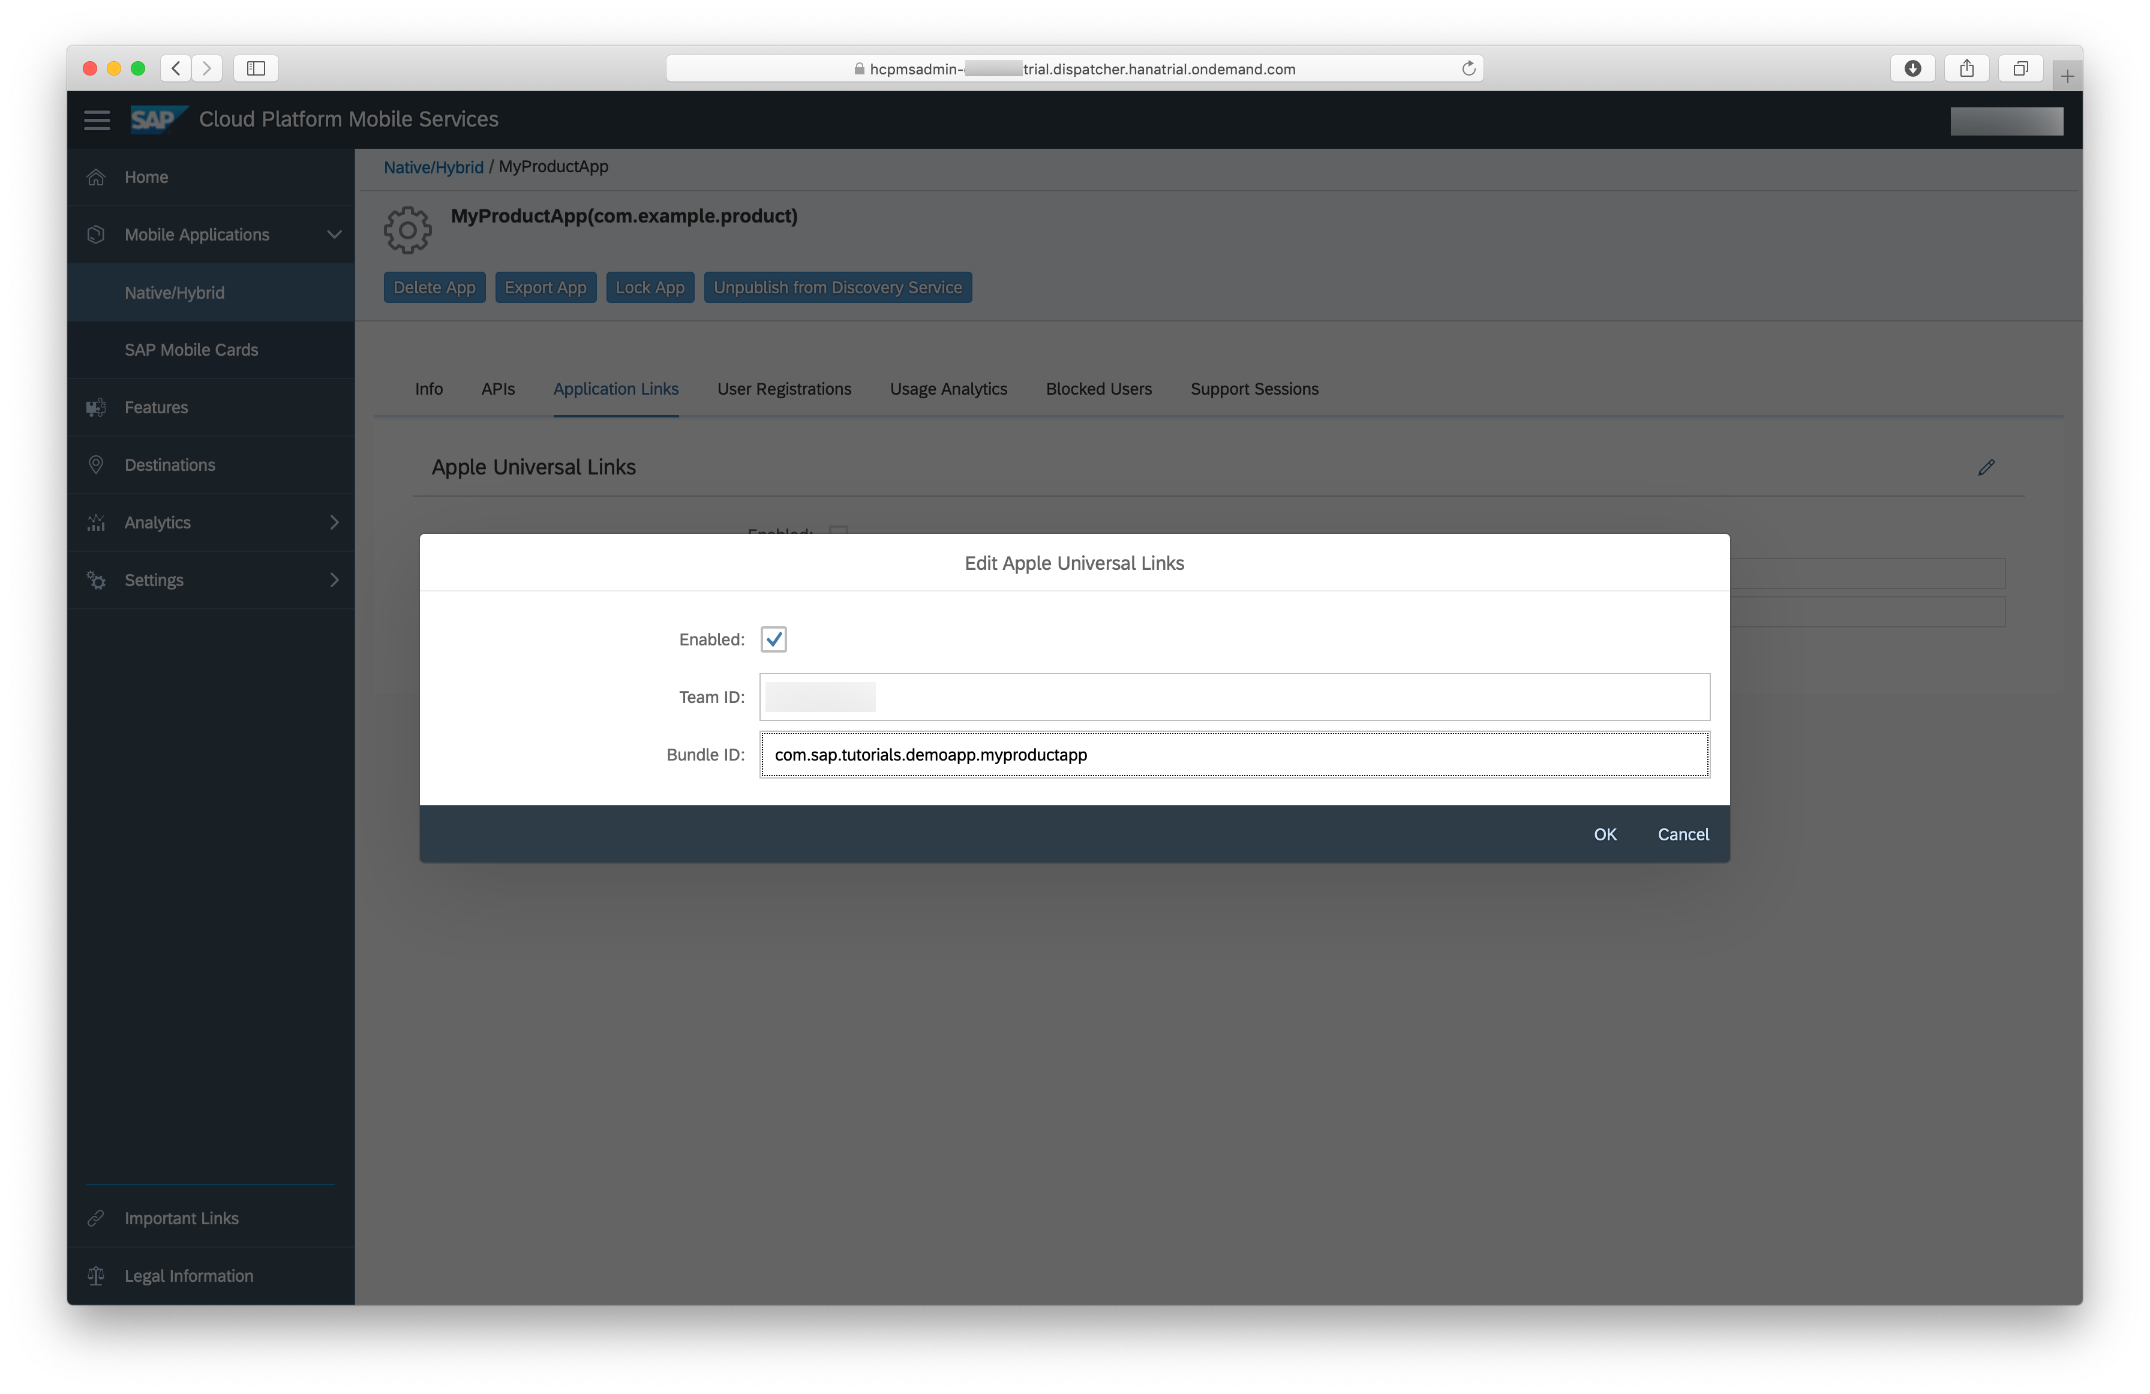 hcpmsadmin- trial.dispatcher.hanatrial.ondemand.com
SAP Cloud Platform Mobile Services
Home
Mobile Applications
Native/Hybrid
SAP Mobile Cards
Features
Destinations
Analytics
Settings
Important Links
Legal Information
Native/Hybrid / MyProductApp
MyProductApp(com.example.product)
Delete App Export App Lock App Unpublish from Discovery Service
Info APIs Application Links User Registrations Usage Analytics Blocked Users Support Sessions
Apple Universal Links
Enabled:
Edit Apple Universal Links
Enabled:
Team ID:
Bundle ID: com.sap.tutorials.demoapp.myproductapp
OK Cancel